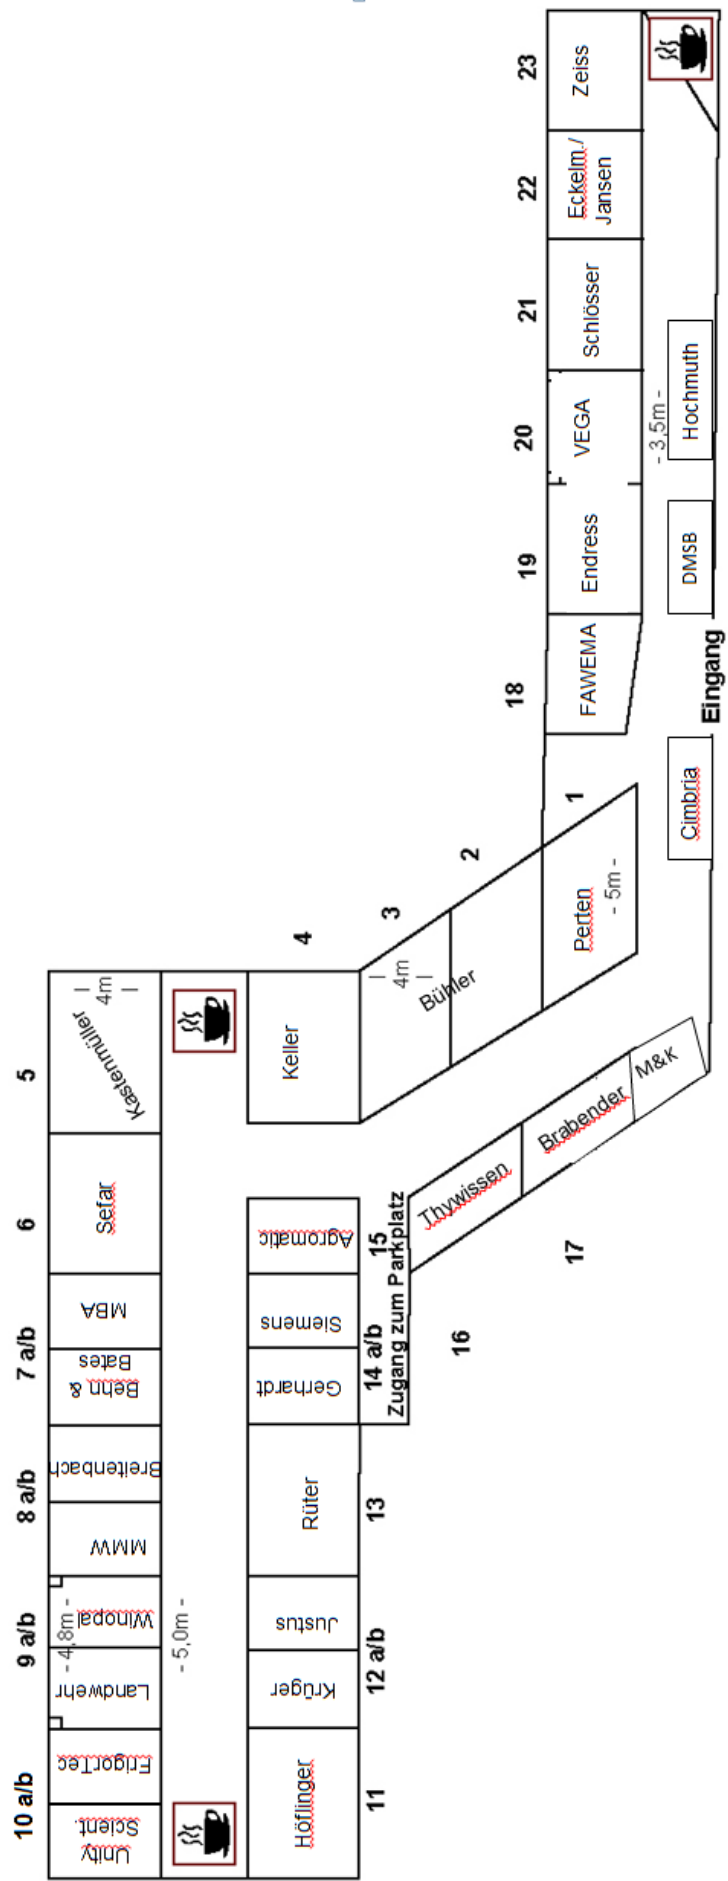 23
Zeiss
22
Eckelm./
Jansen
21
Schlösser
20
VEGA
- 3,5m -
Hochmuth
19
Endress
DMSB
18
FAWEMA
Eingang
Cimbria
1
Perten
- 5m -
2
3
Bühler
4m
4
Keller
5
Kastenmüller
4m
6
Sefar
7 a/b
MBA
Behn &
Bates
8 a/b
Breitenbach
MMW
9 a/b
Winopal
- 4,8m -
Landwehr
- 5,0m -
10 a/b
FrigorTec
Unity
Scient.
11
Höflinger
12 a/b
Krüger
Justus
13
Rüter
14 a/b
Gerhardt
Siemens
15
Agromatic
Zugang zum Parkplatz
16
Thywissen
17
Brabender
M&K